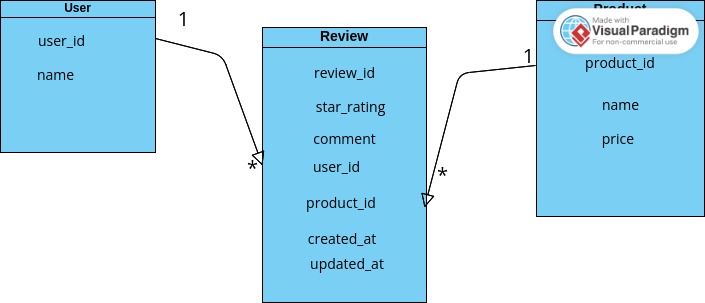 User
user_id
name
1
Review
review_id
star_rating
comment
user_id
product_id
created_at
updated_at
*
*
1
Product
Made with
Visual Paradigm
For non-commercial use
product_id
name
price